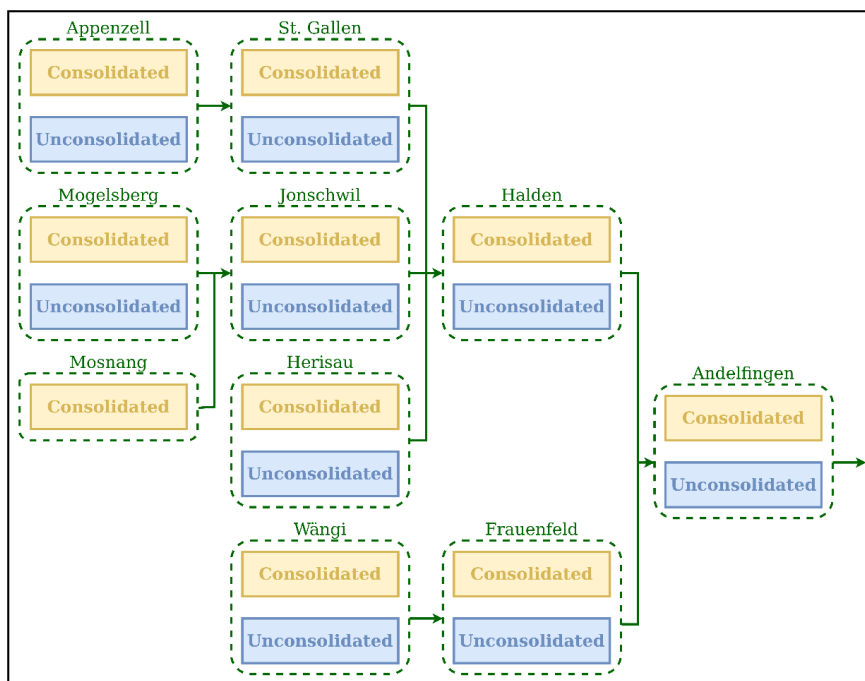 Appenzell
Consolidated
Unconsolidated
St. Gallen
Consolidated
Unconsolidated
Mogelsberg
Consolidated
Unconsolidated
Jonschwil
Consolidated
Unconsolidated
Halden
Consolidated
Unconsolidated
Mosnang
Consolidated
Herisau
Consolidated
Unconsolidated
Andelfingen
Consolidated
Unconsolidated
Wängi
Consolidated
Unconsolidated
Frauenfeld
Consolidated
Unconsolidated